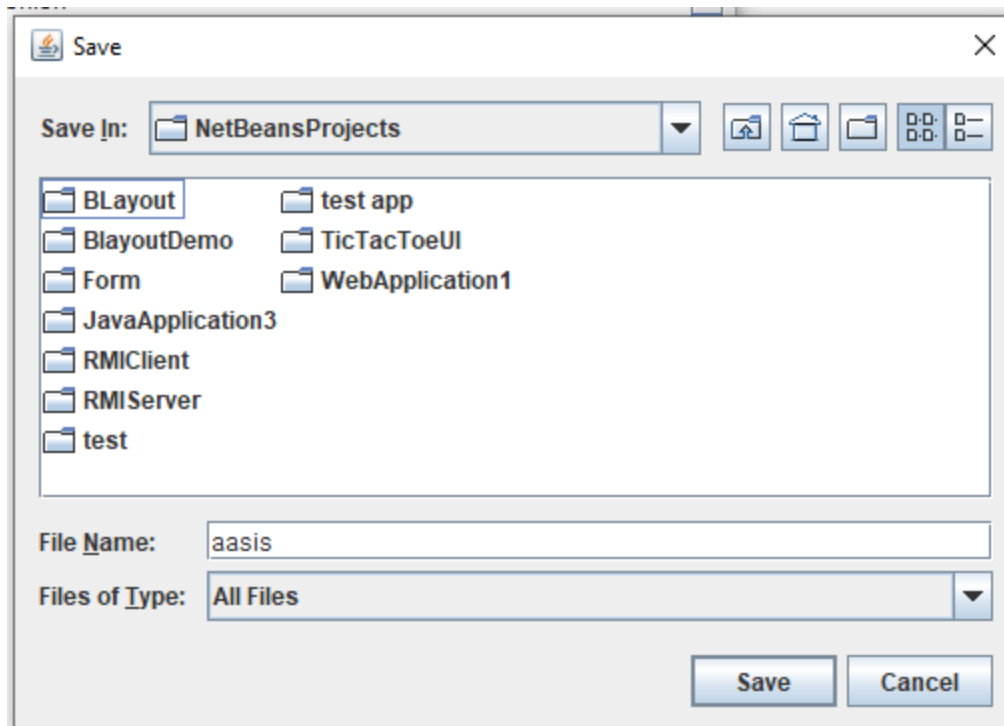 Save
Save In: NetBeansProjects
BLayout test app
BlayoutDemo TicTacToeUI
Form WebApplication1
JavaApplication3
RMIClient
RMIServer
test
File Name: aasis
Files of Type: All Files
Save Cancel